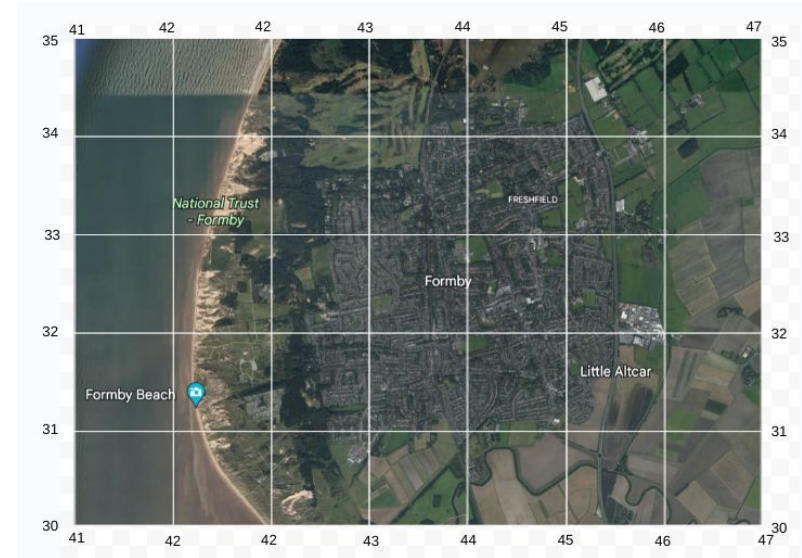 41 42 42 43 44 45 46 47
35 35
34 34
National Trust
- Formby
FRESHFIELD
33 33
Formby
32 32
Little Altcar
Formby Beach
31 31
30 30
41 42 42 43 44 45 46 47